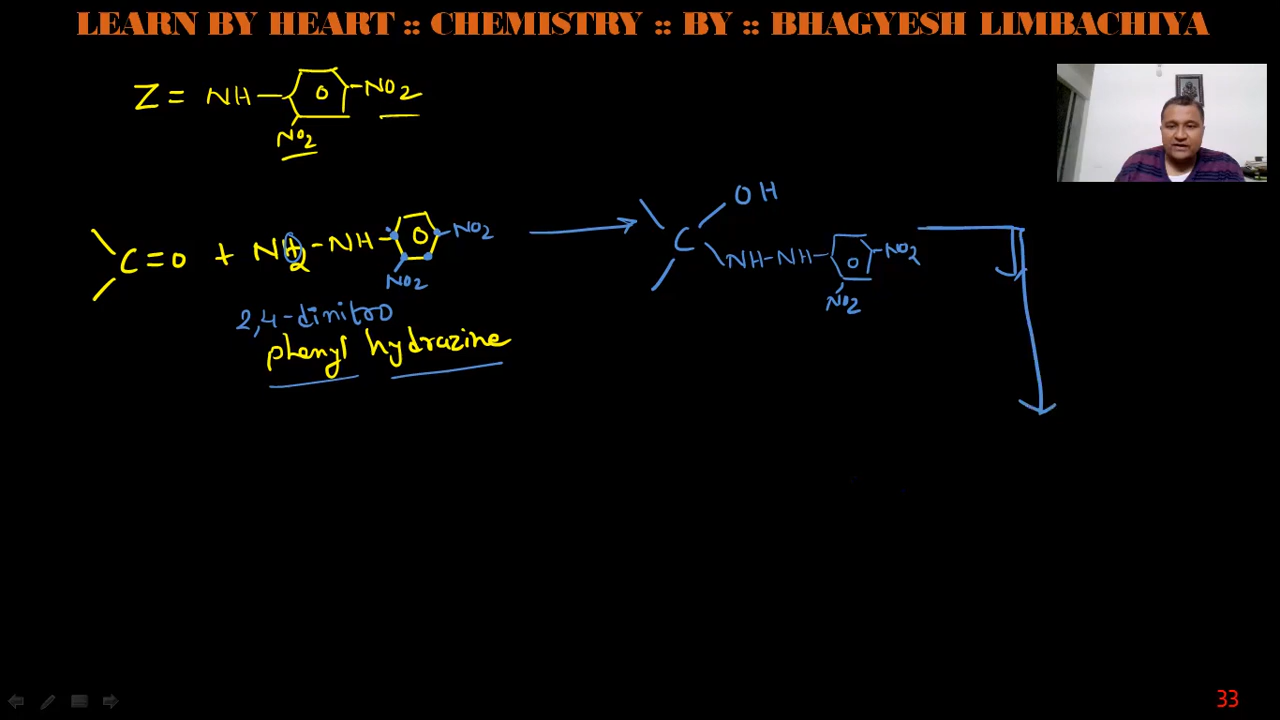 LEARN BY HEART :: CHEMISTRY :: BY :: BHAGYESH LIMBACHIYA
Z = NH - NO2
NO2
OH
C = O + NH2 - NH - NO2
NO2
C NH - NH - NO2
NO2
2,4-dinitro
phenyl hydrazine
33